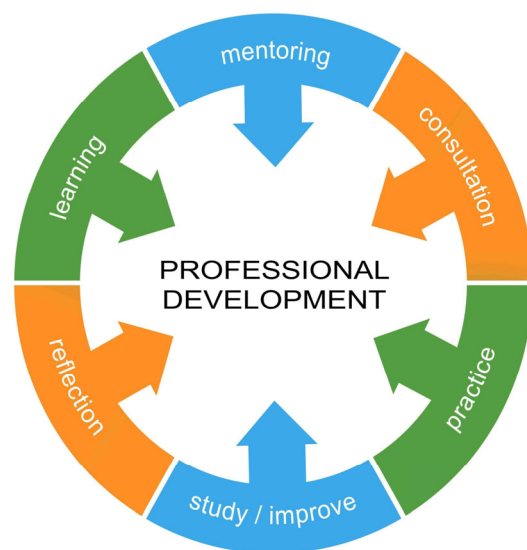 mentoring
consultation
learning
PROFESSIONAL
DEVELOPMENT
reflection
practice
study / improve